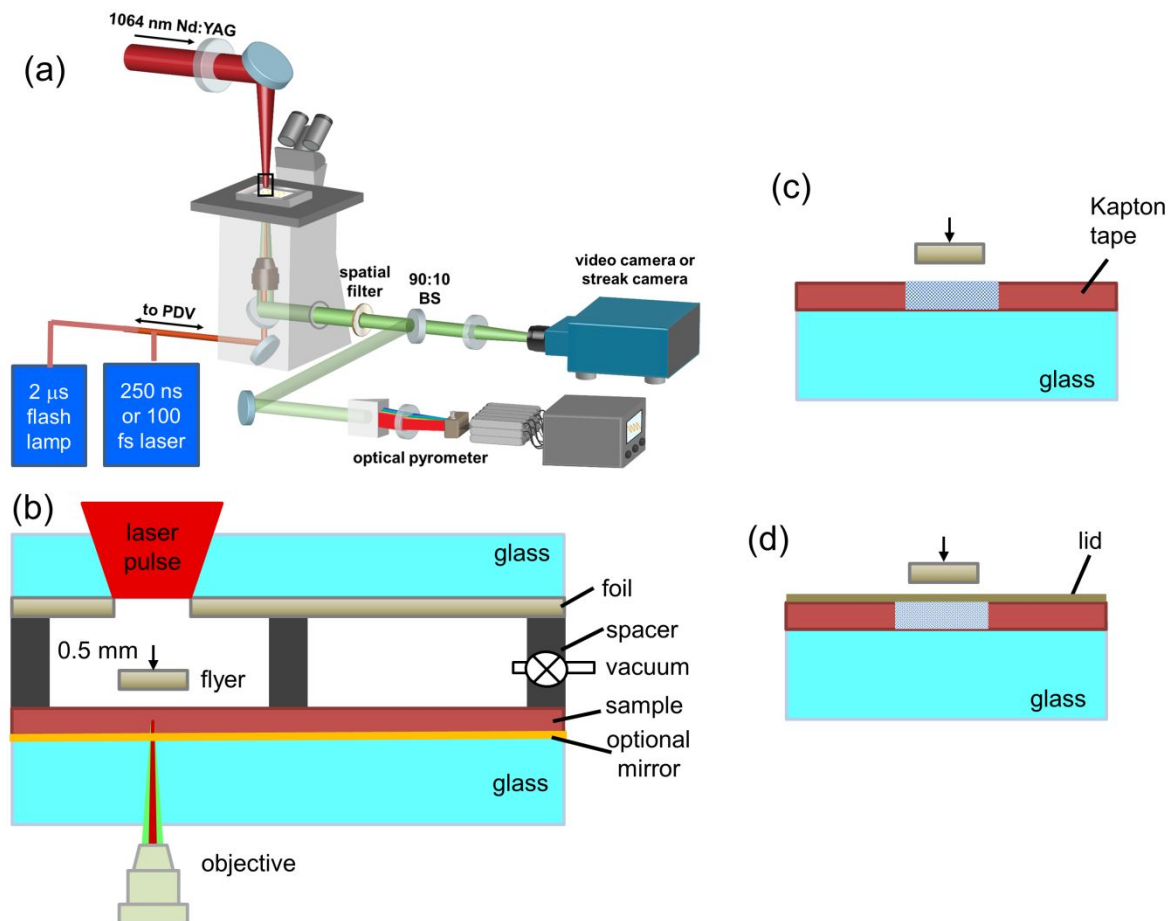 (a)
1064 nm Nd:YAG
spatial
filter
90:10
BS
video camera or
streak camera
to PDV
2 μs
flash
lamp
250 ns
or 100
fs laser
optical pyrometer
(b)
laser
pulse
glass
foil
spacer
0.5 mm
flyer
vacuum
sample
optional
mirror
glass
objective
(c)
Kapton
tape
glass
(d)
lid
glass